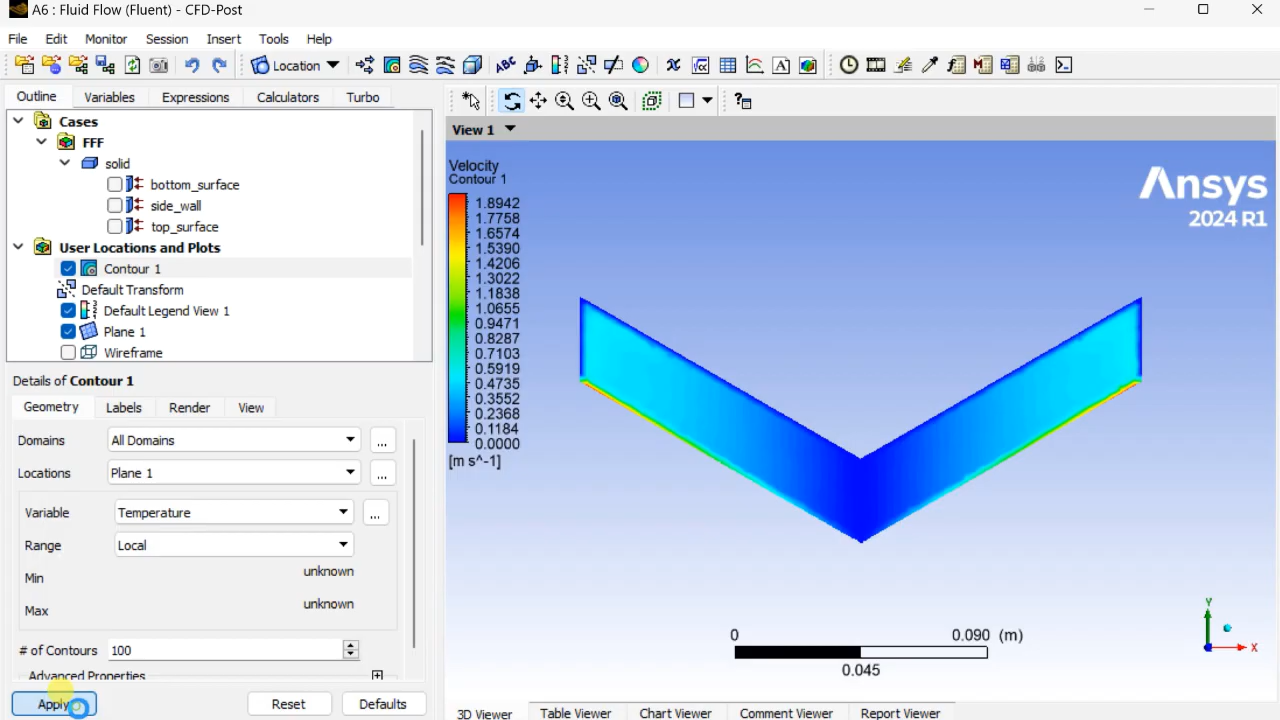 A6 : Fluid Flow (Fluent) - CFD-Post
File Edit Monitor Session Insert Tools Help
Location
Outline Variables Expressions Calculators Turbo
Cases
FFF
solid
bottom_surface
side_wall
top_surface
User Locations and Plots
Contour 1
Default Transform
Default Legend View 1
Plane 1
Wireframe
Details of Contour 1
Geometry Labels Render View
Domains All Domains ...
Locations Plane 1 ...
Variable Temperature ...
Range Local
Min unknown
Max unknown
# of Contours 100
Advanced Properties
Apply Reset Defaults
View 1
Velocity
Contour 1
1.8942
1.7758
1.6574
1.5390
1.4206
1.3022
1.1838
1.0655
0.9471
0.8287
0.7103
0.5919
0.4735
0.3552
0.2368
0.1184
0.0000
[m s^-1]
Ansys
2024 R1
0 0.090 (m)
0.045
Y
X
3D Viewer Table Viewer Chart Viewer Comment Viewer Report Viewer